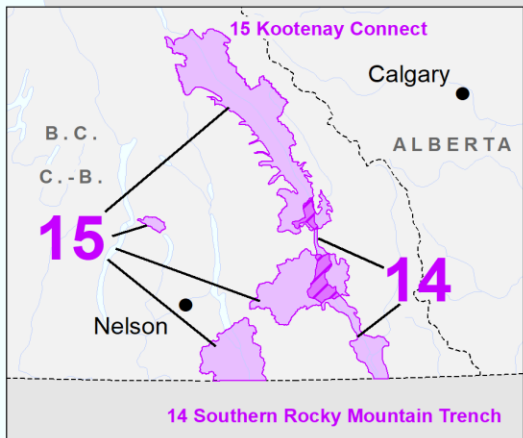 15 Kootenay Connect
Calgary
B.C.
ALBERTA
C.-B.
15
14
Nelson
14 Southern Rocky Mountain Trench